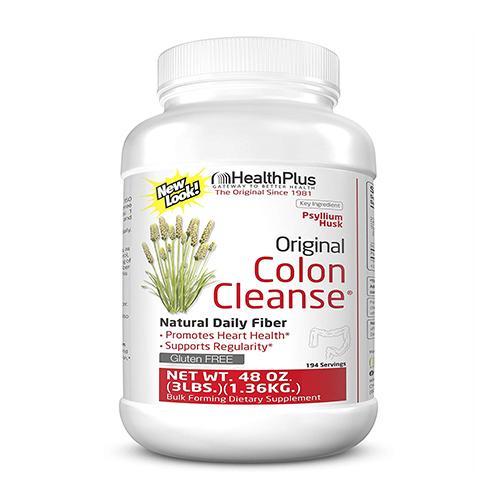 New
Look!
HealthPlus
GATEWAY TO BETTER HEALTH
The Original Since 1981
Key Ingredient
Psyllium
Husk
Original
Colon
Cleanse®
Natural Daily Fiber
• Promotes Heart Health*
• Supports Regularity*
Gluten FREE
194 Servings
NET WT. 48 OZ.
(3LBS.)(1.36KG.)
Bulk Forming Dietary Supplement